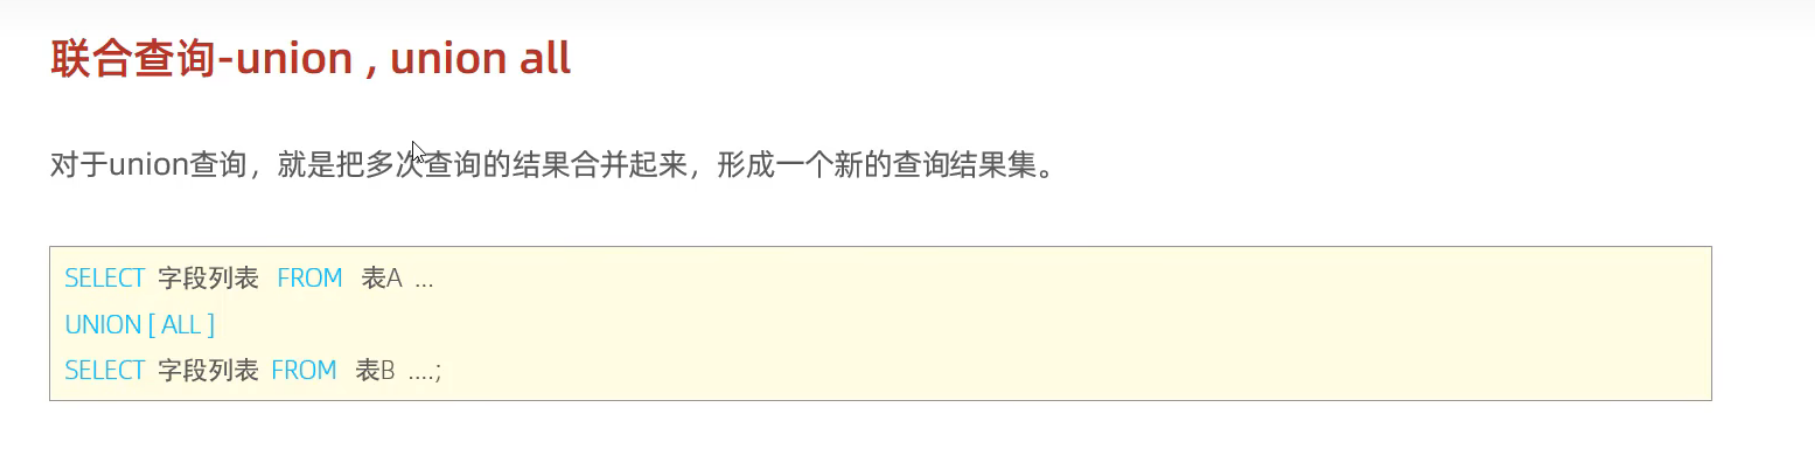 联合查询-union , union all
对于union查询，就是把多次查询的结果合并起来，形成一个新的查询结果集。
SELECT 字段列表 FROM 表A ...
UNION [ ALL ]
SELECT 字段列表 FROM 表B ....;